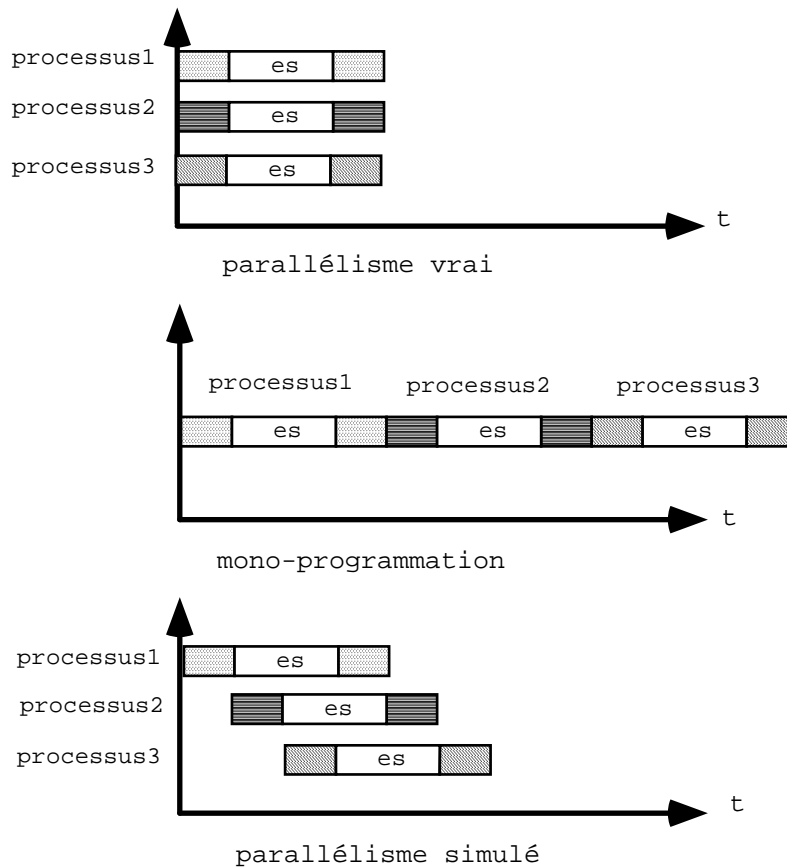 processus1
es
processus2
es
processus3
es
t
parallélisme vrai
processus1 processus2 processus3
es es es
t
mono-programmation
processus1
es
processus2
es
processus3
es
t
parallélisme simulé